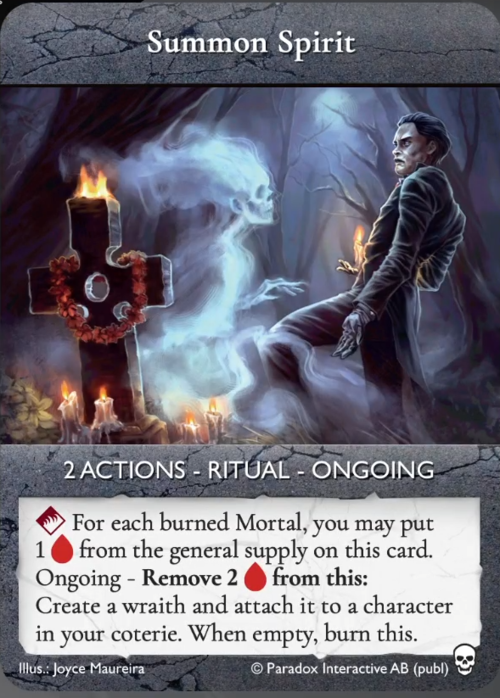 Summon Spirit
2 ACTIONS - RITUAL - ONGOING
For each burned Mortal, you may put
1 from the general supply on this card.
Ongoing - Remove 2 from this:
Create a wraith and attach it to a character
in your coterie. When empty, burn this.
Illus.: Joyce Maureira © Paradox Interactive AB (publ)